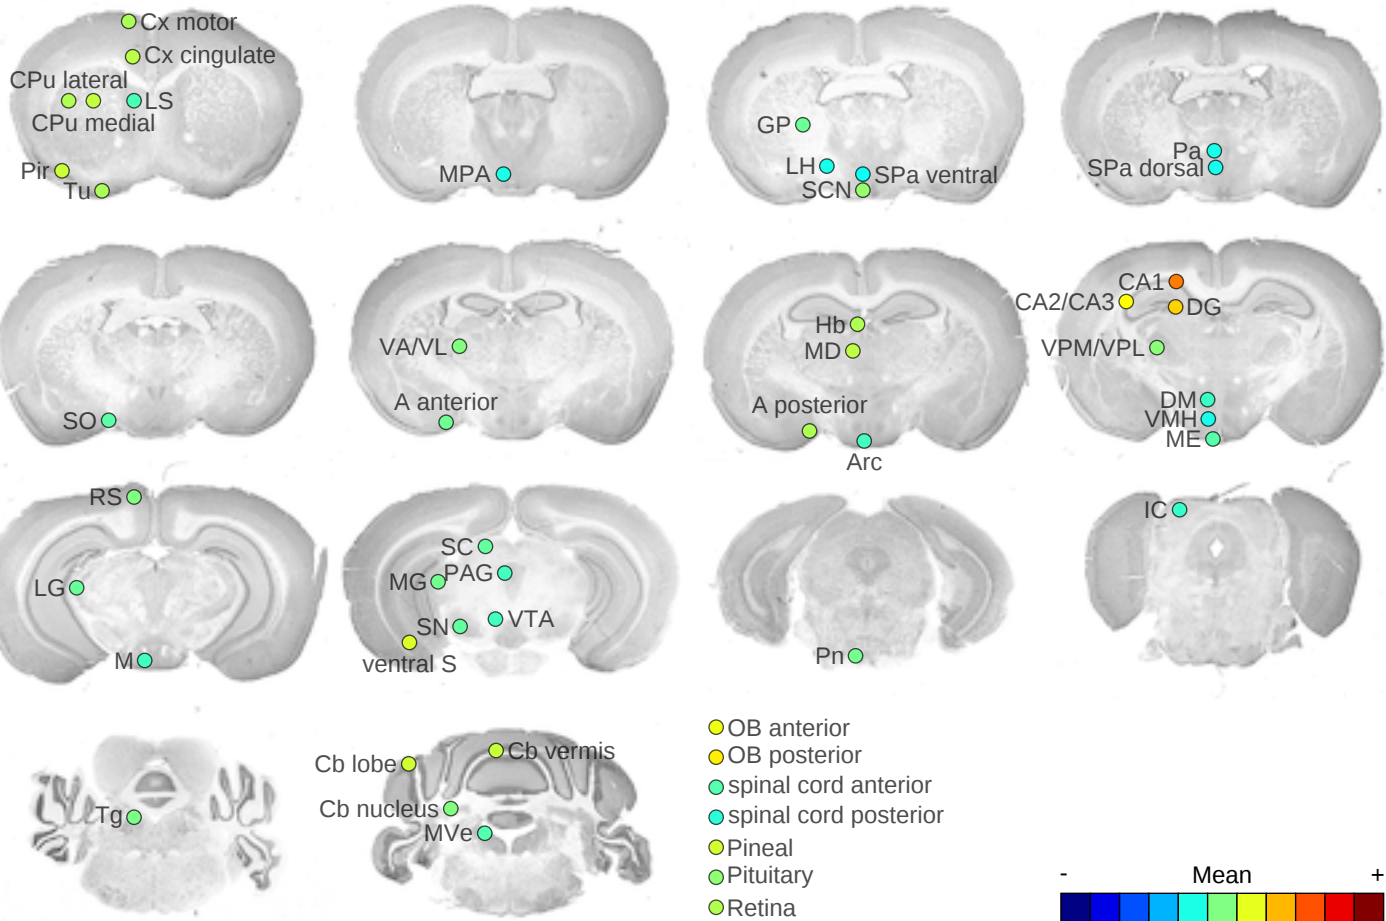 Cx motor
Cx cingulate
CPu lateral
LS
CPu medial
Pir
Tu
MPA
GP
LH
SPa ventral
SCN
Pa
SPa dorsal
SO
VA/VL
A anterior
Hb
MD
A posterior
Arc
CA1
CA2/CA3
DG
VPM/VPL
DM
VMH
ME
RS
LG
M
SC
MG
PAG
SN
VTA
ventral S
Pn
IC
Tg
Cb lobe
Cb vermis
Cb nucleus
MVe
OB anterior
OB posterior
spinal cord anterior
spinal cord posterior
Pineal
Pituitary
Retina
- Mean +